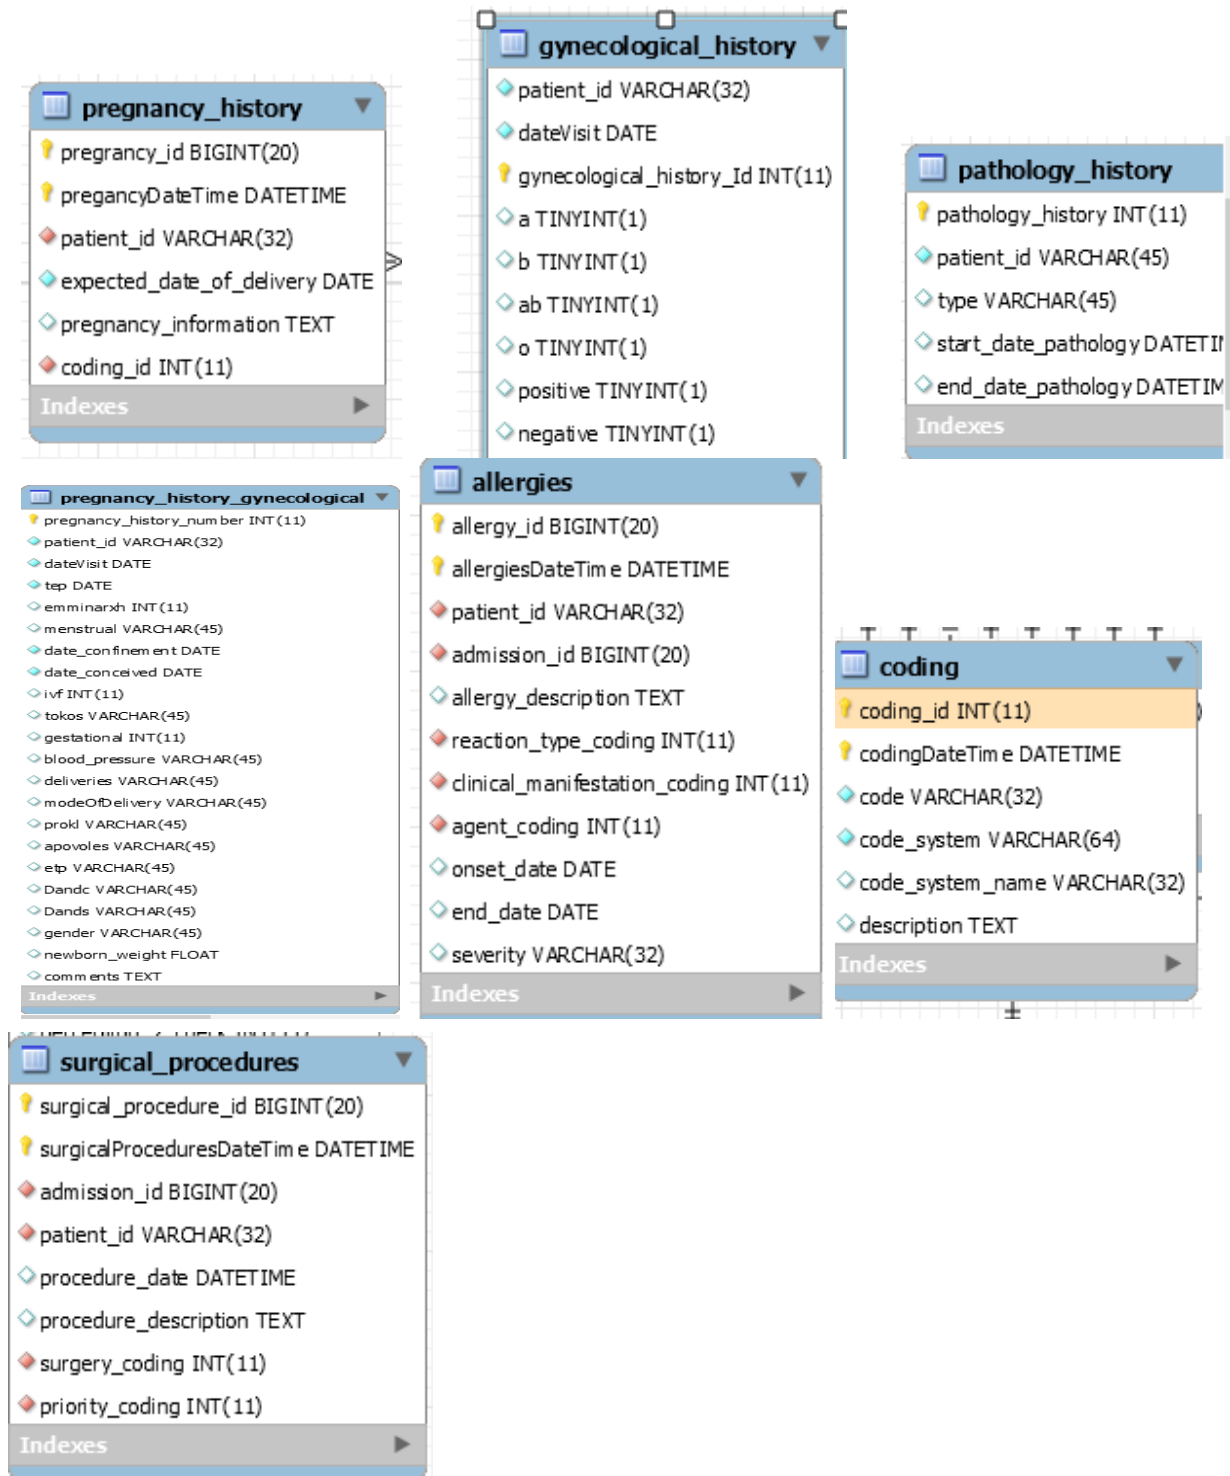 pregnancy_history
pregrancy_id BIGINT(20)
pregancyDateTime DATETIME
patient_id VARCHAR(32)
expected_date_of_delivery DATE
pregnancy_information TEXT
coding_id INT(11)
Indexes
gynecological_history
patient_id VARCHAR(32)
dateVisit DATE
gynecological_history_Id INT(11)
a TINYINT(1)
b TINYINT(1)
ab TINYINT(1)
o TINYINT(1)
positive TINYINT(1)
negative TINYINT(1)
pathology_history
pathology_history INT(11)
patient_id VARCHAR(45)
type VARCHAR(45)
start_date_pathology DATETI
end_date_pathology DATETIM
Indexes
pregnancy_history_gynecological
pregnancy_history_number INT(11)
patient_id VARCHAR(32)
dateVisit DATE
tep DATE
emminarxh INT(11)
menstrual VARCHAR(45)
date_confinement DATE
date_conceived DATE
ivf INT(11)
tokos VARCHAR(45)
gestational INT(11)
blood_pressure VARCHAR(45)
deliveries VARCHAR(45)
modeOfDelivery VARCHAR(45)
prokl VARCHAR(45)
apovoles VARCHAR(45)
etp VARCHAR(45)
Dandc VARCHAR(45)
Dands VARCHAR(45)
gender VARCHAR(45)
newborn_weight FLOAT
comments TEXT
Indexes
allergies
allergy_id BIGINT(20)
allergiesDateTime DATETIME
patient_id VARCHAR(32)
admission_id BIGINT(20)
allergy_description TEXT
reaction_type_coding INT(11)
clinical_manifestation_coding INT(11)
agent_coding INT(11)
onset_date DATE
end_date DATE
severity VARCHAR(32)
Indexes
coding
coding_id INT(11)
codingDateTime DATETIME
code VARCHAR(32)
code_system VARCHAR(64)
code_system_name VARCHAR(32)
description TEXT
Indexes
surgical_procedures
surgical_procedure_id BIGINT(20)
surgicalProceduresDateTime DATETIME
admission_id BIGINT(20)
patient_id VARCHAR(32)
procedure_date DATETIME
procedure_description TEXT
surgery_coding INT(11)
priority_coding INT(11)
Indexes